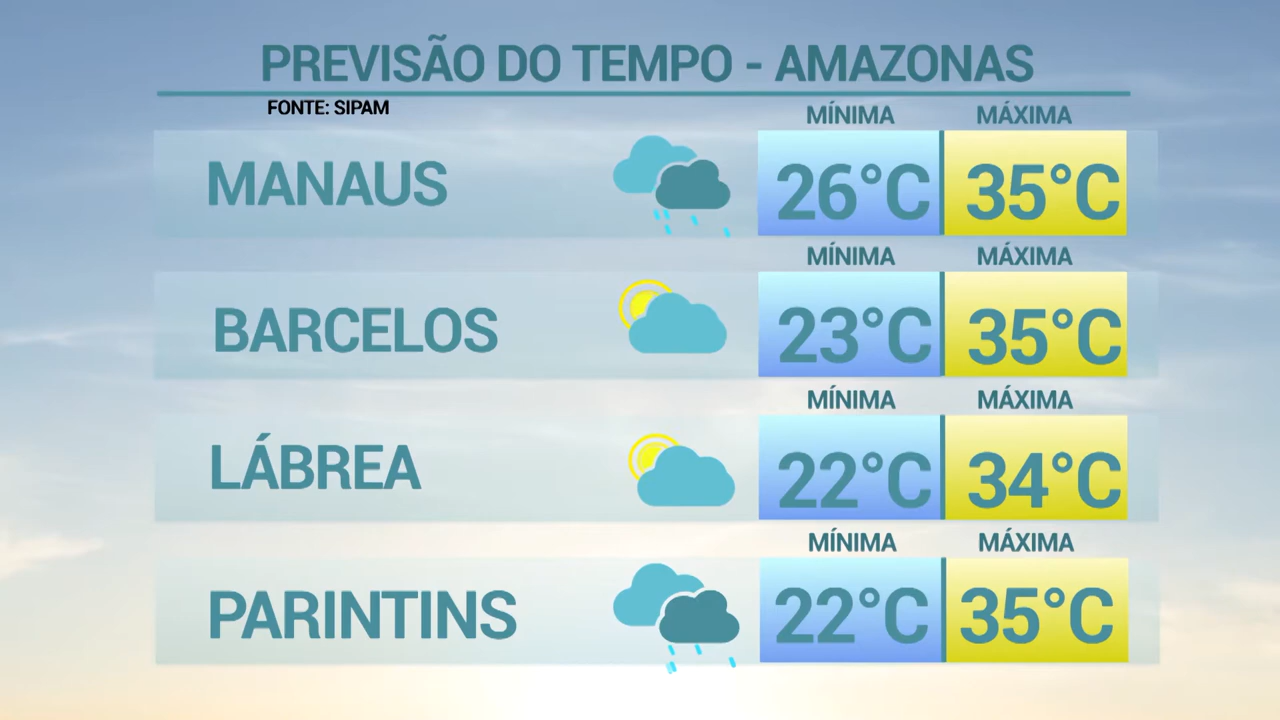 PREVISÃO DO TEMPO - AMAZONAS
FONTE: SIPAM
MÍNIMA MÁXIMA
MANAUS 26°C 35°C
MÍNIMA MÁXIMA
BARCELOS 23°C 35°C
MÍNIMA MÁXIMA
LÁBREA 22°C 34°C
MÍNIMA MÁXIMA
PARINTINS 22°C 35°C